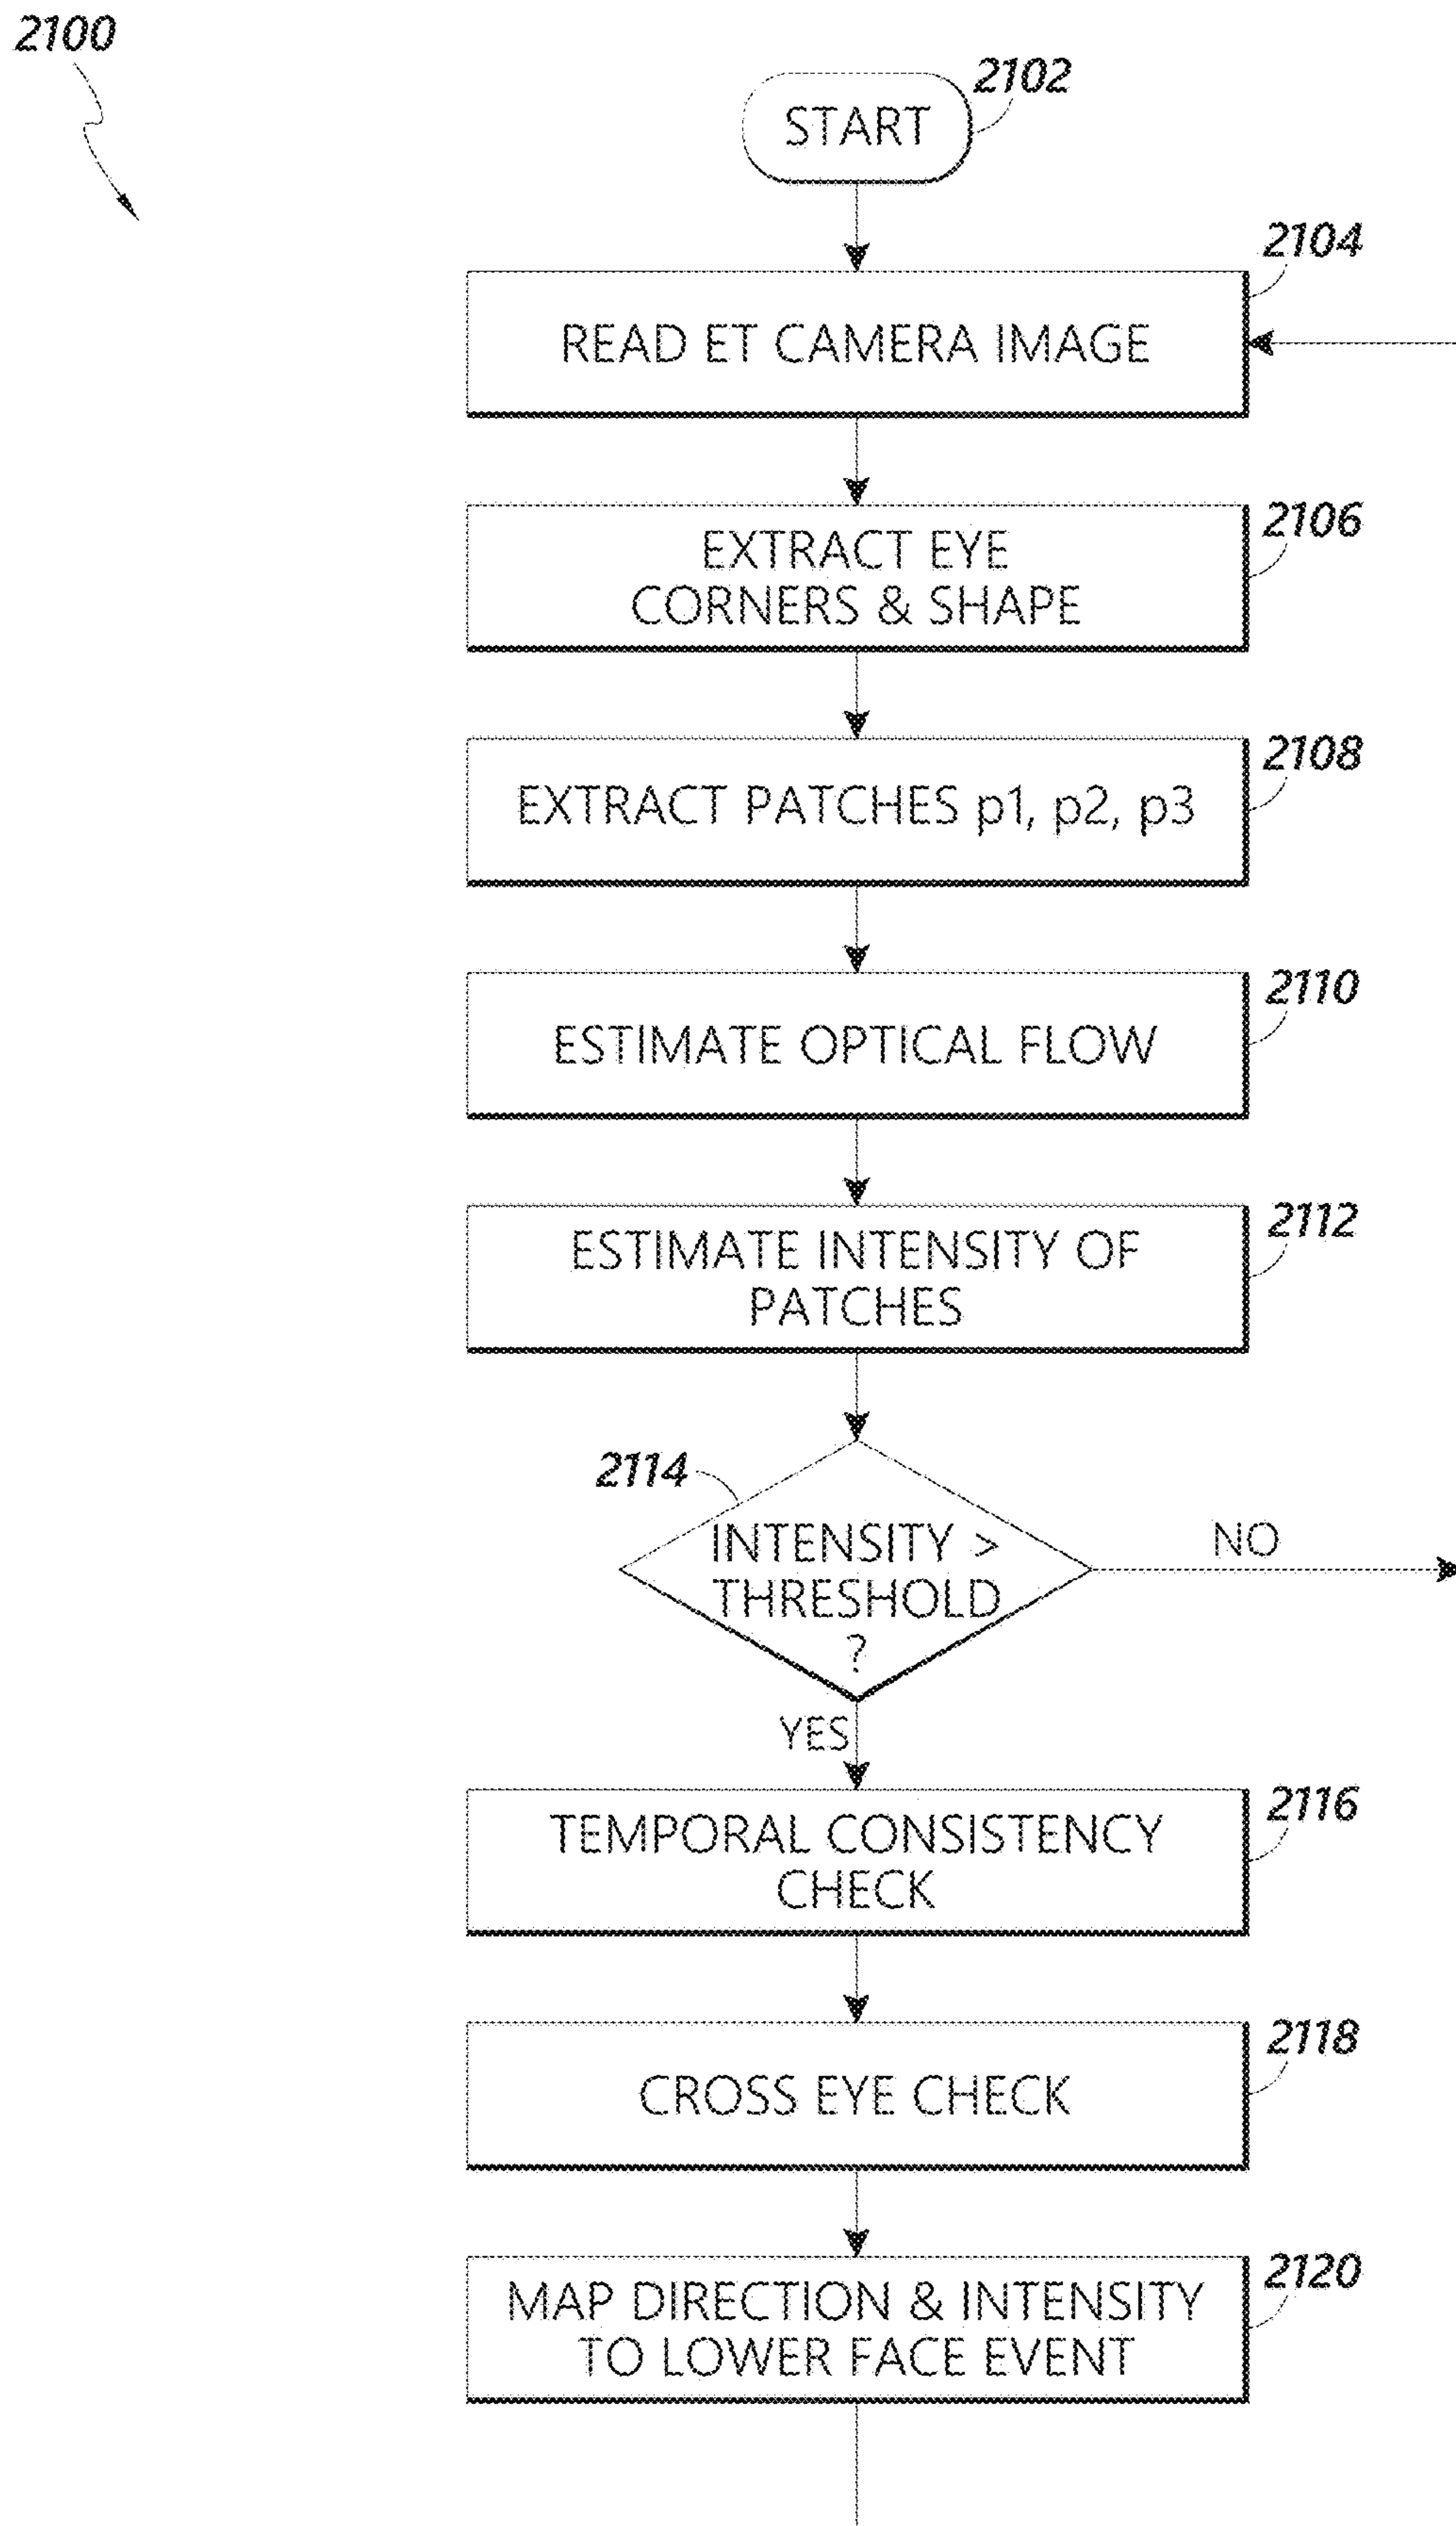 2100
2102
START
2104
READ ET CAMERA IMAGE
2106
EXTRACT EYE
CORNERS & SHAPE
2108
EXTRACT PATCHES p1, p2, p3
2110
ESTIMATE OPTICAL FLOW
2112
ESTIMATE INTENSITY OF
PATCHES
2114
INTENSITY >
THRESHOLD
?
NO
YES
2116
TEMPORAL CONSISTENCY
CHECK
2118
CROSS EYE CHECK
2120
MAP DIRECTION & INTENSITY
TO LOWER FACE EVENT